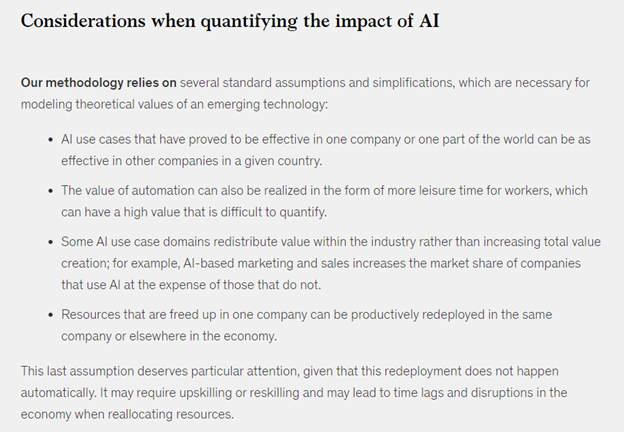 Considerations when quantifying the impact of AI
Our methodology relies on several standard assumptions and simplifications, which are necessary for
modeling theoretical values of an emerging technology:
• AI use cases that have proved to be effective in one company or one part of the world can be as
effective in other companies in a given country.
• The value of automation can also be realized in the form of more leisure time for workers, which
can have a high value that is difficult to quantify.
• Some AI use case domains redistribute value within the industry rather than increasing total value
creation; for example, AI-based marketing and sales increases the market share of companies
that use AI at the expense of those that do not.
• Resources that are freed up in one company can be productively redeployed in the same
company or elsewhere in the economy.
This last assumption deserves particular attention, given that this redeployment does not happen
automatically. It may require upskilling or reskilling and may lead to time lags and disruptions in the
economy when reallocating resources.